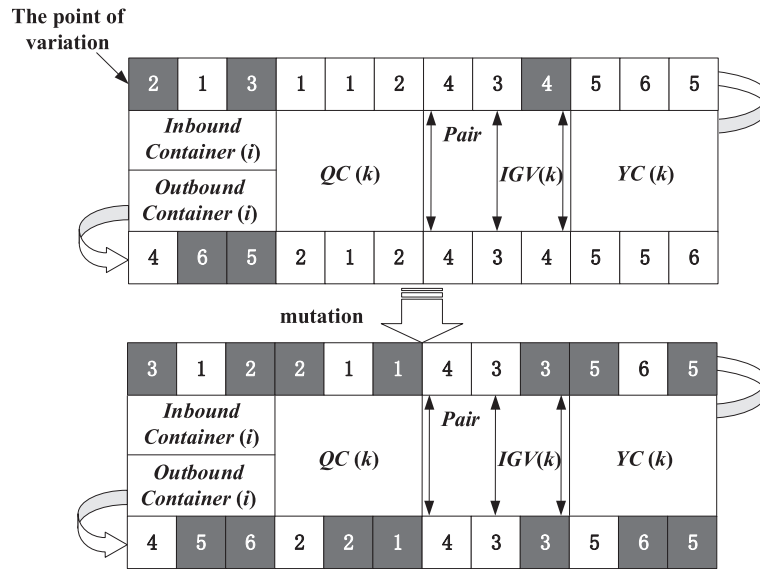 The point of
variation
2 1 3 1 1 2 4 3 4 5 6 5
Inbound
Container (i)
Outbound
Container (i)
QC (k)
Pair
IGV(k)
YC (k)
4 6 5 2 1 2 4 3 4 5 5 6
mutation
3 1 2 2 1 1 4 3 3 5 6 5
Inbound
Container (i)
Outbound
Container (i)
QC (k)
Pair
IGV(k)
YC (k)
4 5 6 2 2 1 4 3 3 5 6 5